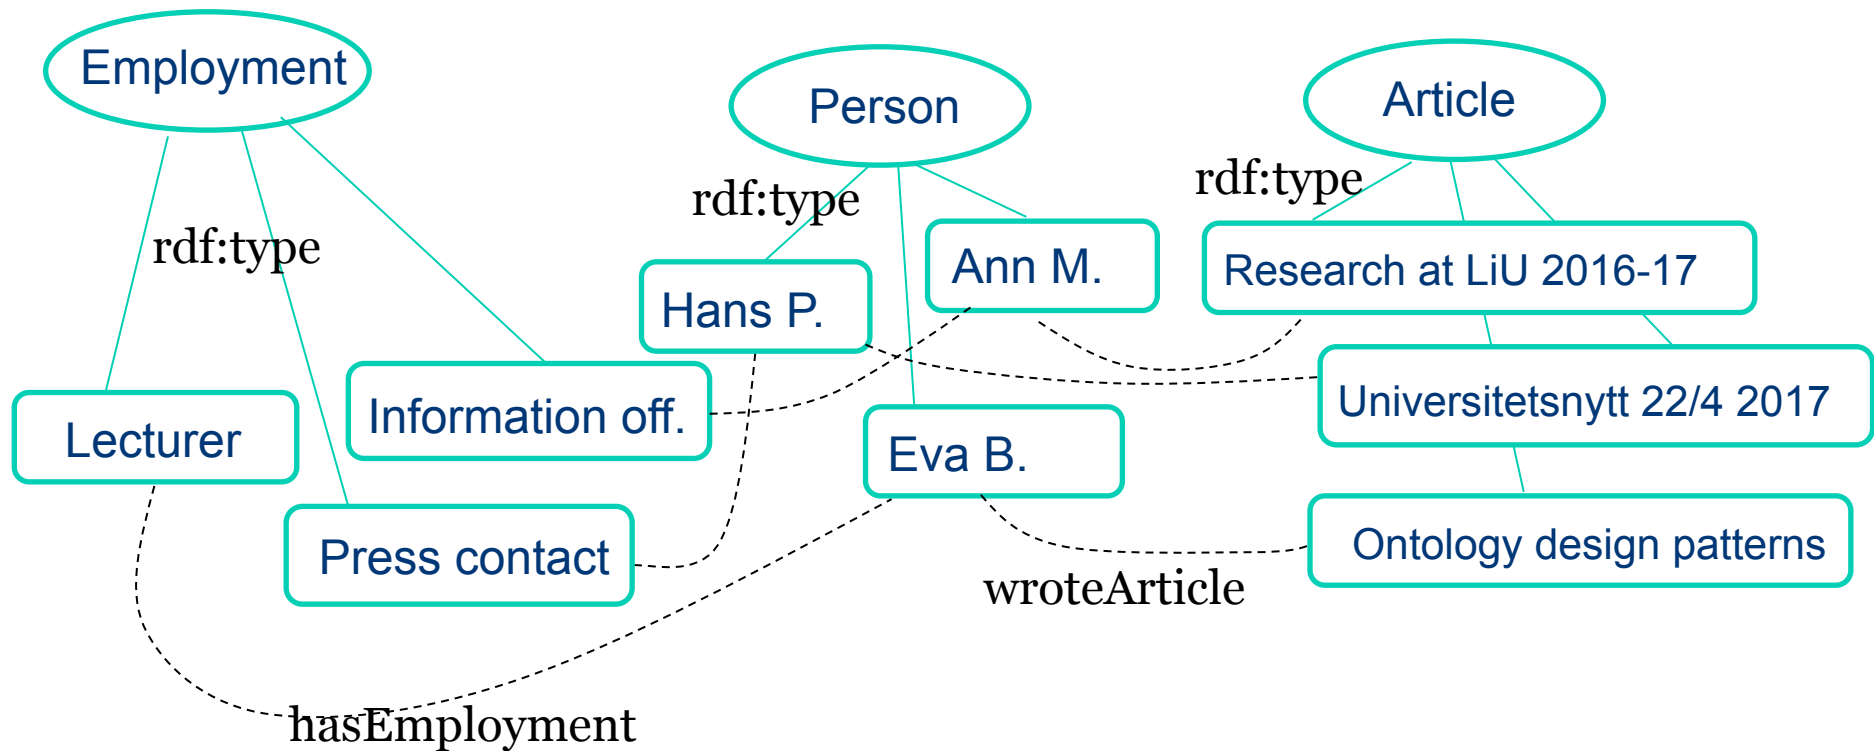 Employment
Person
Article
rdf:type
rdf:type
rdf:type
Ann M.
Research at LiU 2016-17
Hans P.
Information off.
Universitetsnytt 22/4 2017
Lecturer
Eva B.
Press contact
Ontology design patterns
wroteArticle
hasEmployment